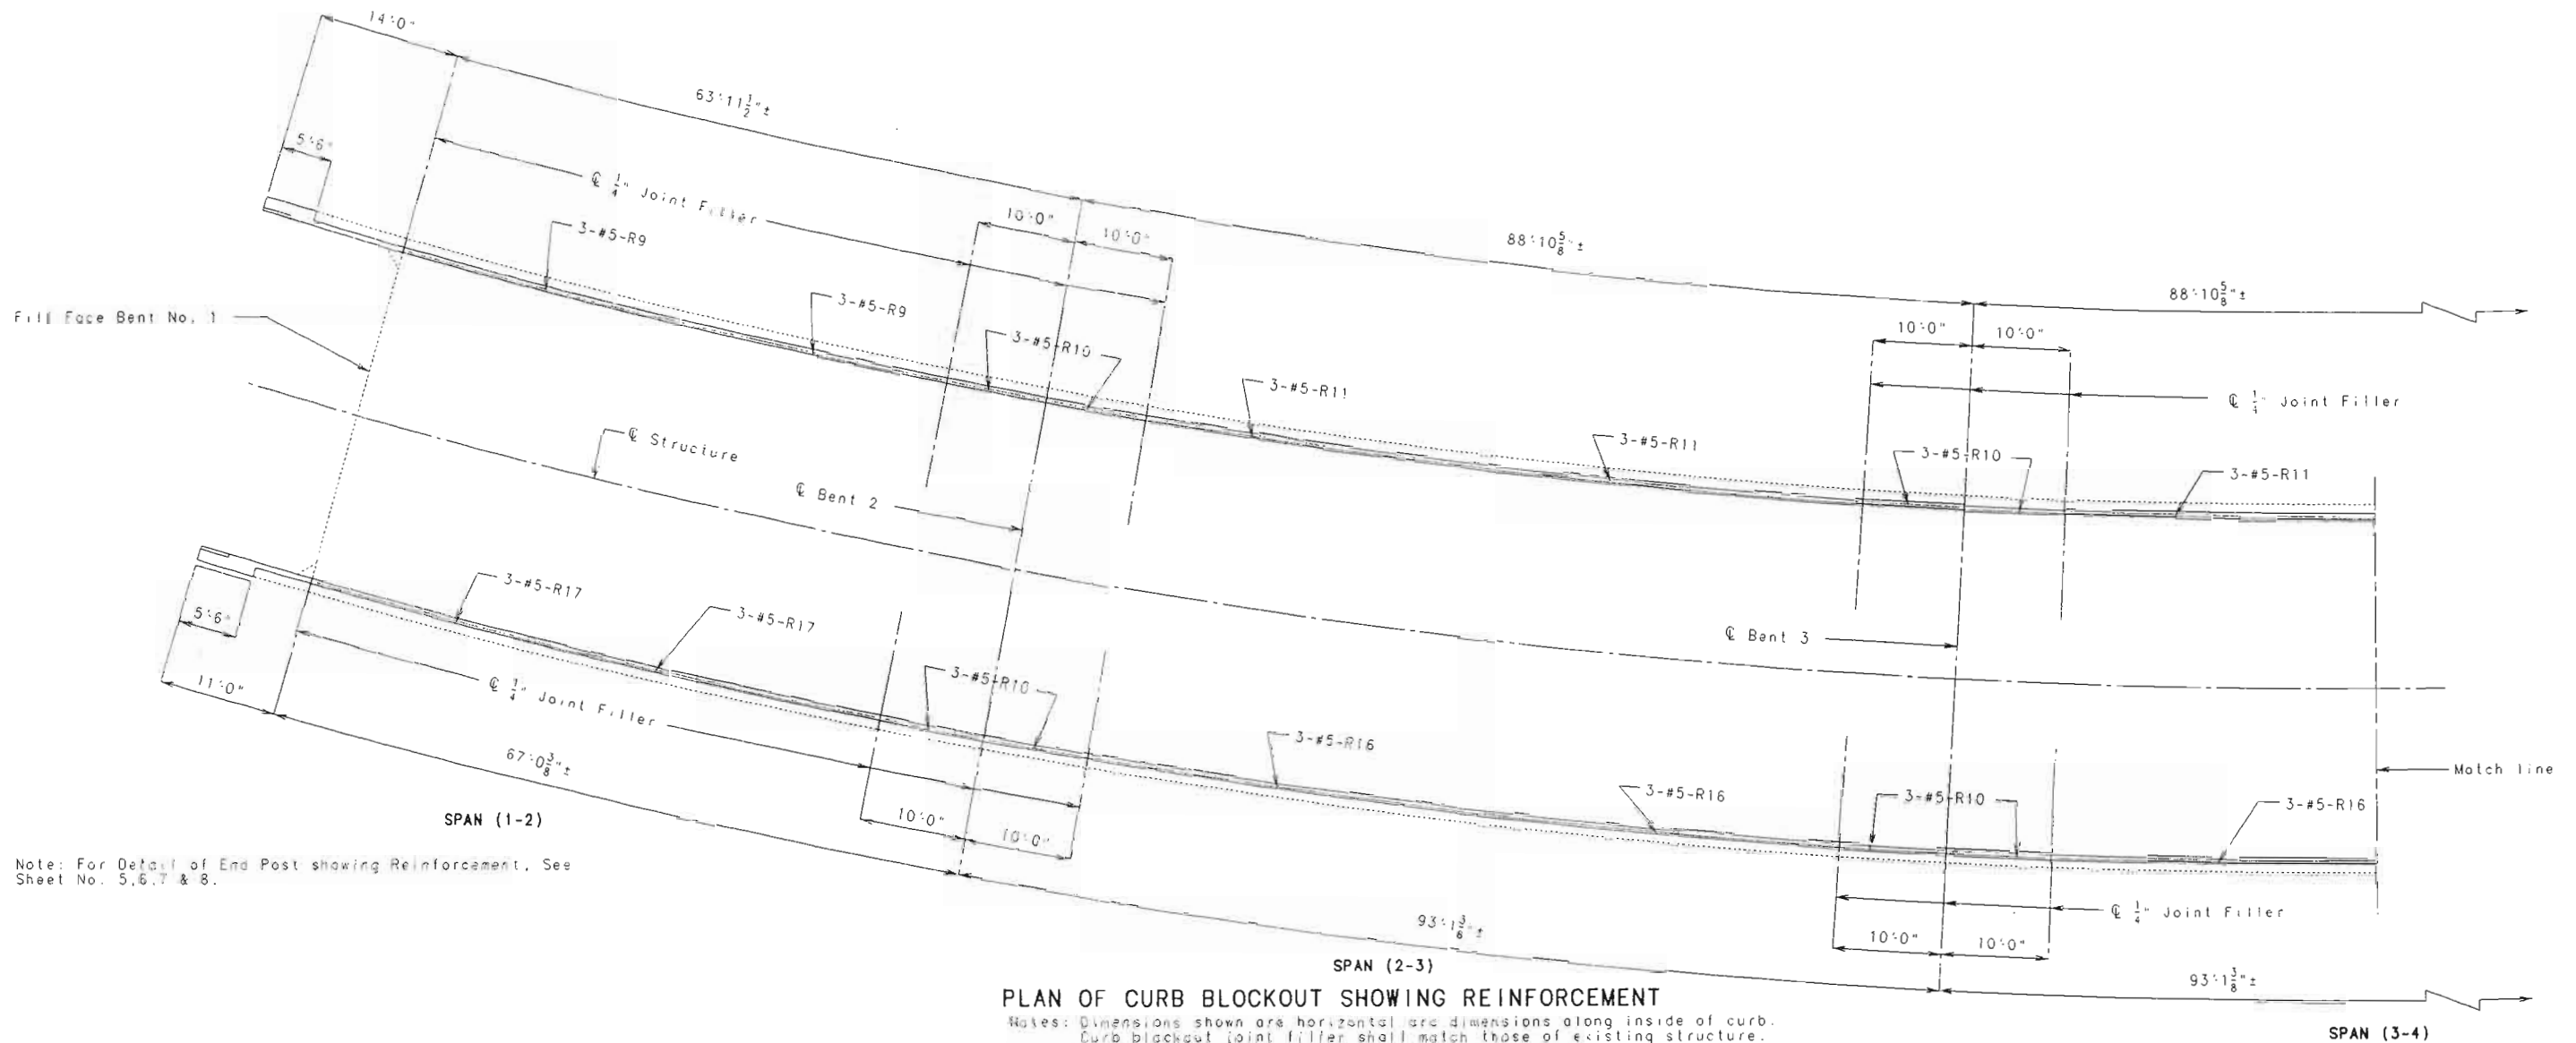 14'-0"
63'-11 1/2"±
5'-6"
℄ 1/4" Joint Filler
3-#5-R9
10'-0"
10'-0"
88'-10 5/8"±
88'-10 5/8"±
Fill Face Bent No. 1
3-#5-R9
3-#5-R10
10'-0"
10'-0"
3-#5-R11
℄ 1/4" Joint Filler
℄ Structure
3-#5-R11
3-#5-R10
3-#5-R11
℄ Bent 2
3-#5-R17
5'-6"
3-#5-R17
℄ Bent 3
11'-0"
℄ 1/4" Joint Filler
3-#5-R10
3-#5-R16
67'-0 3/8"±
3-#5-R16
3-#5-R10
3-#5-R16
Match line
SPAN (1-2)
10'-0"
10'-0"
Note: For Detail of End Post showing Reinforcement, See
Sheet No. 5,6,7 & 8.
93'-1 3/8"±
℄ 1/4" Joint Filler
10'-0"
10'-0"
SPAN (2-3)
93'-1 3/8"±
PLAN OF CURB BLOCKOUT SHOWING REINFORCEMENT
Notes: Dimensions shown are horizontal arc dimensions along inside of curb.
Curb blockout joint filler shall match those of existing structure.
SPAN (3-4)